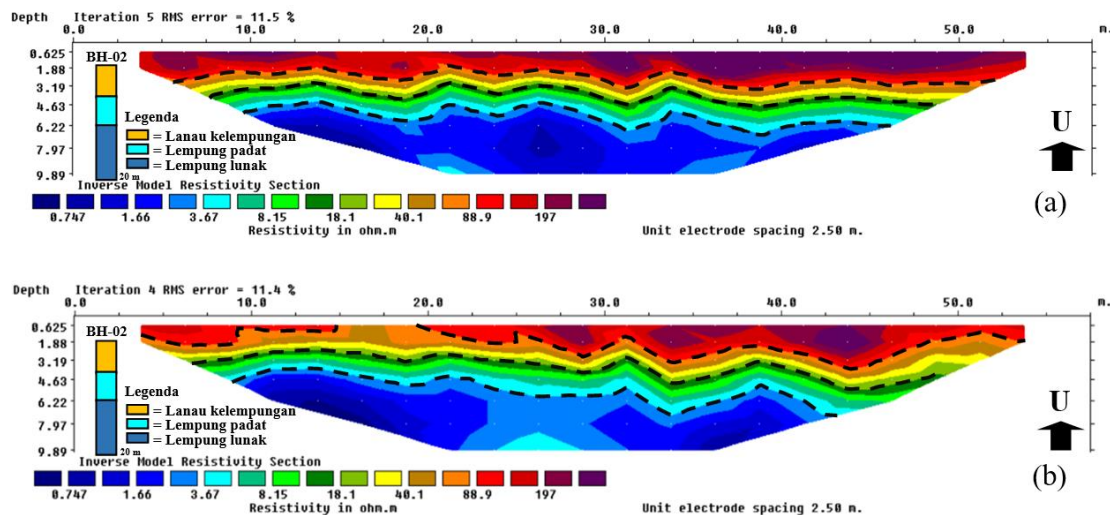 Depth Iteration 5 RMS error = 11.5 %
0.0 10.0 20.0 30.0 40.0 50.0 m.
(a)
BH-02
0.625
1.88
3.19
4.63
6.22
7.97
9.89
Legenda
= Lanau kelempungan
= Lempung padat
= Lempung lunak
20 m
U
Inverse Model Resistivity Section
0.747 1.66 3.67 8.15 18.1 40.1 88.9 197
Resistivity in ohm.m
Unit electrode spacing 2.50 m.
Depth Iteration 4 RMS error = 11.4 %
0.0 10.0 20.0 30.0 40.0 50.0 m.
BH-02
0.625
1.88
3.19
4.63
6.22
7.97
9.89
Legenda
= Lanau kelempungan
= Lempung padat
= Lempung lunak
20 m
U
Inverse Model Resistivity Section
0.747 1.66 3.67 8.15 18.1 40.1 88.9 197
Resistivity in ohm.m
Unit electrode spacing 2.50 m.
(b)